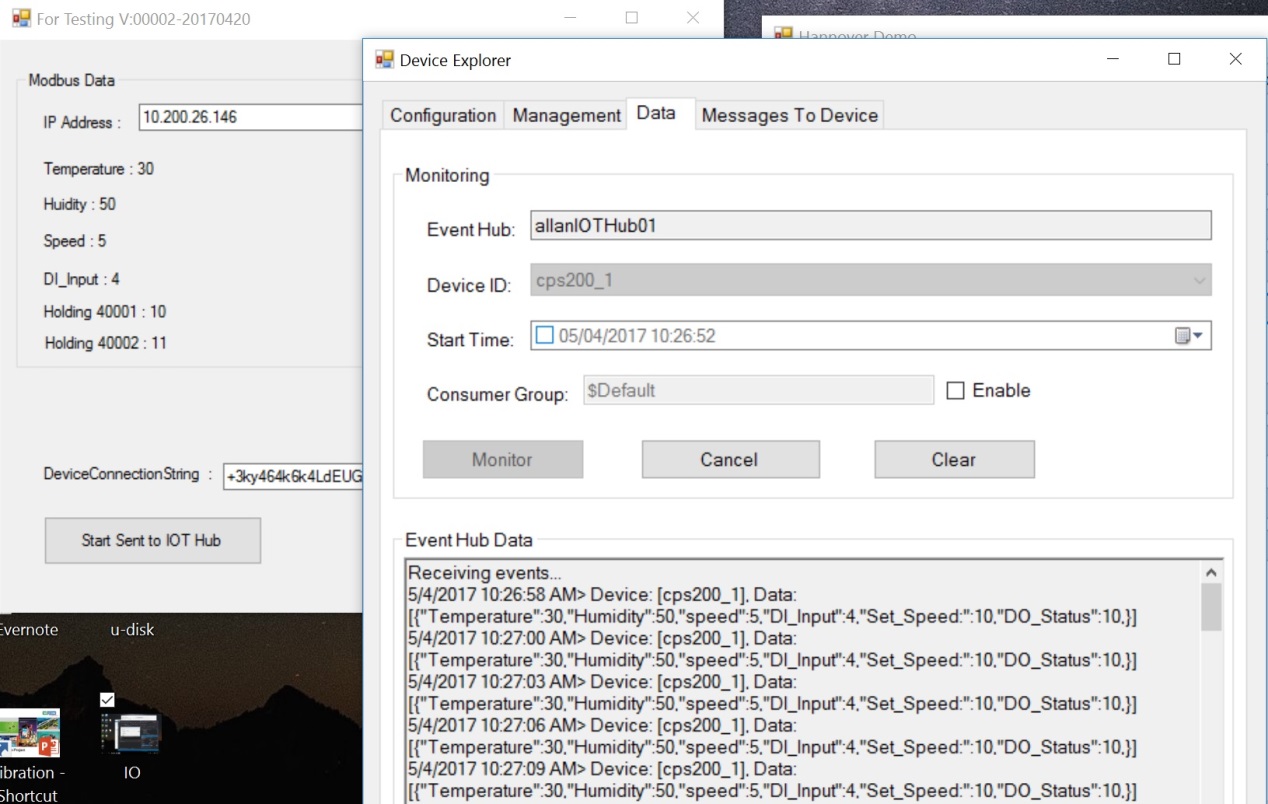 For Testing V:00002-20170420
Modbus Data
IP Address : 10.200.26.146
Temperature : 30
Huidity : 50
Speed : 5
DI_Input : 4
Holding 40001 : 10
Holding 40002 : 11
DeviceConnectionString : +3ky464k6k4LdEUG
Start Sent to IOT Hub
Hannover Demo
Device Explorer
Configuration Management Data Messages To Device
Monitoring
Event Hub: allanIOTHub01
Device ID: cps200_1
Start Time: 05/04/2017 10:26:52
Consumer Group: $Default Enable
Monitor Cancel Clear
Event Hub Data
Receiving events...
5/4/2017 10:26:58 AM> Device: [cps200_1], Data:
[{"Temperature":30,"Humidity":50,"speed":5,"DI_Input":4,"Set_Speed:":10,"DO_Status":10,}]
5/4/2017 10:27:00 AM> Device: [cps200_1], Data:
[{"Temperature":30,"Humidity":50,"speed":5,"DI_Input":4,"Set_Speed:":10,"DO_Status":10,}]
5/4/2017 10:27:03 AM> Device: [cps200_1], Data:
[{"Temperature":30,"Humidity":50,"speed":5,"DI_Input":4,"Set_Speed:":10,"DO_Status":10,}]
5/4/2017 10:27:06 AM> Device: [cps200_1], Data:
[{"Temperature":30,"Humidity":50,"speed":5,"DI_Input":4,"Set_Speed:":10,"DO_Status":10,}]
5/4/2017 10:27:09 AM> Device: [cps200_1], Data:
[{"Temperature":30,"Humidity":50,"speed":5,"DI_Input":4,"Set_Speed:":10,"DO_Status":10,}]
Evernote u-disk
ibration - IO
Shortcut